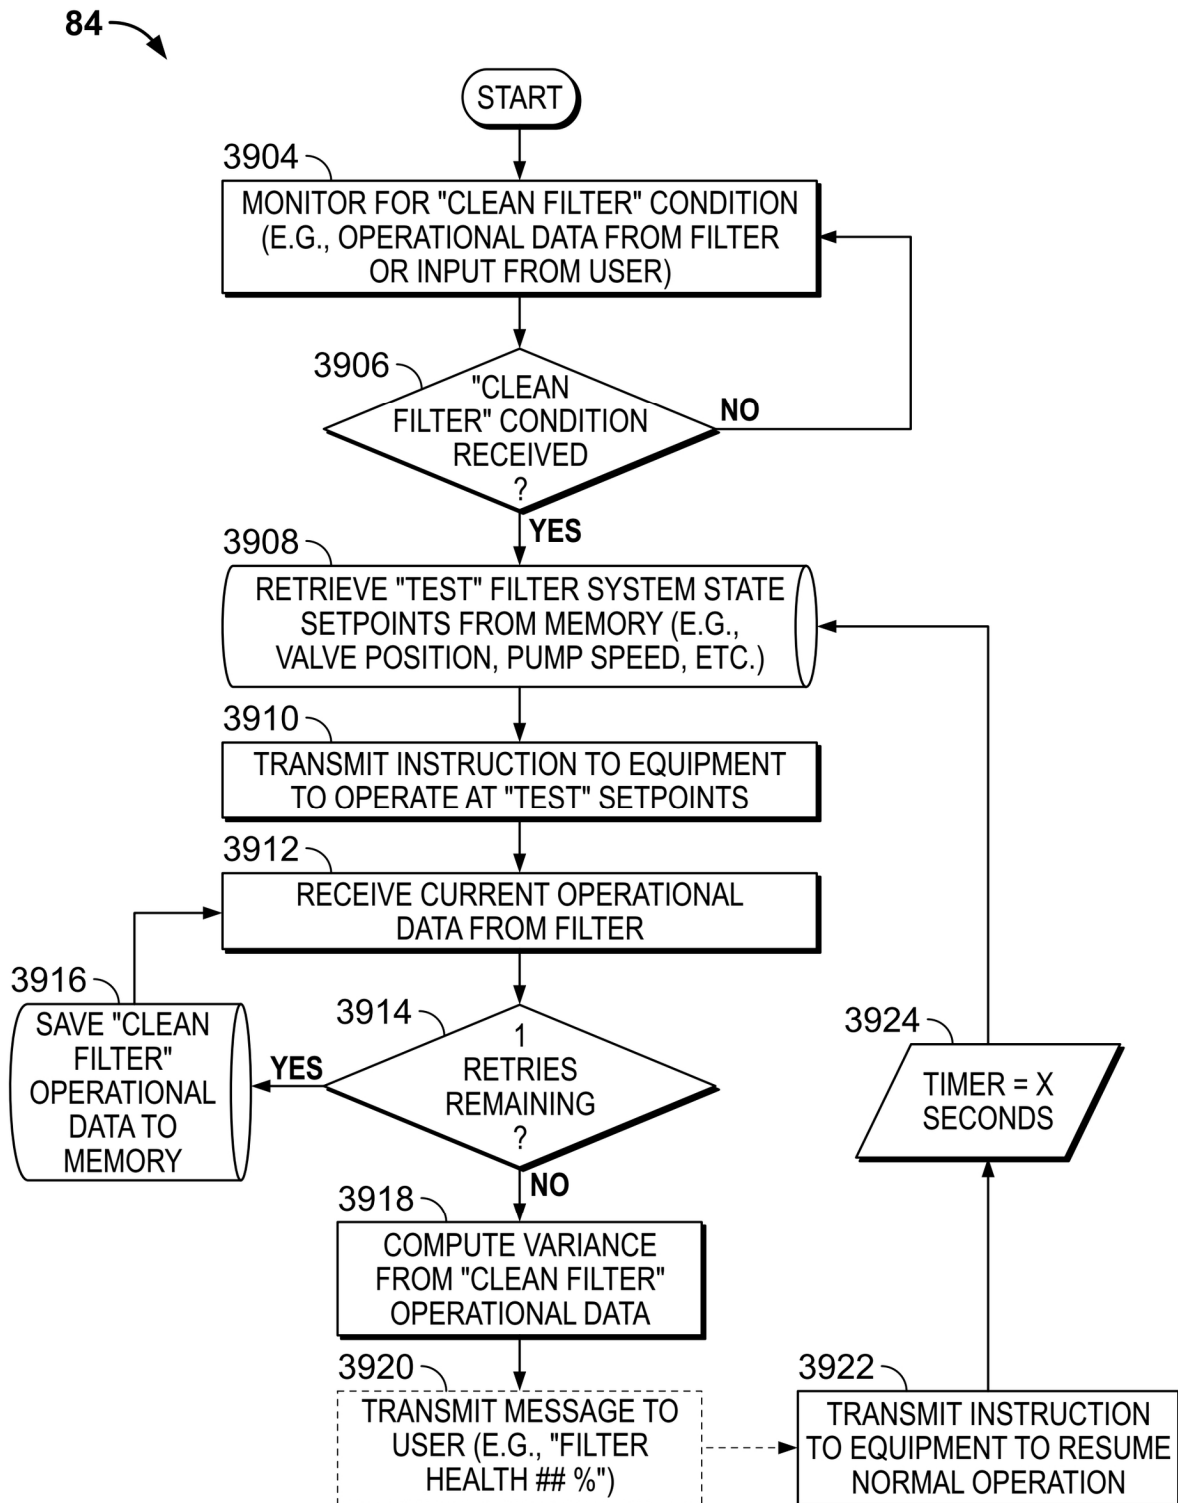 84
START
3904
MONITOR FOR "CLEAN FILTER" CONDITION
(E.G., OPERATIONAL DATA FROM FILTER
OR INPUT FROM USER)
3906
"CLEAN
FILTER" CONDITION
RECEIVED
?
NO
YES
3908
RETRIEVE "TEST" FILTER SYSTEM STATE
SETPOINTS FROM MEMORY (E.G.,
VALVE POSITION, PUMP SPEED, ETC.)
3910
TRANSMIT INSTRUCTION TO EQUIPMENT
TO OPERATE AT "TEST" SETPOINTS
3912
RECEIVE CURRENT OPERATIONAL
DATA FROM FILTER
3914
1
RETRIES
REMAINING
?
YES
3916
SAVE "CLEAN
FILTER"
OPERATIONAL
DATA TO
MEMORY
NO
3918
COMPUTE VARIANCE
FROM "CLEAN FILTER"
OPERATIONAL DATA
3920
TRANSMIT MESSAGE TO
USER (E.G., "FILTER
HEALTH ## %")
3922
TRANSMIT INSTRUCTION
TO EQUIPMENT TO RESUME
NORMAL OPERATION
3924
TIMER = X
SECONDS